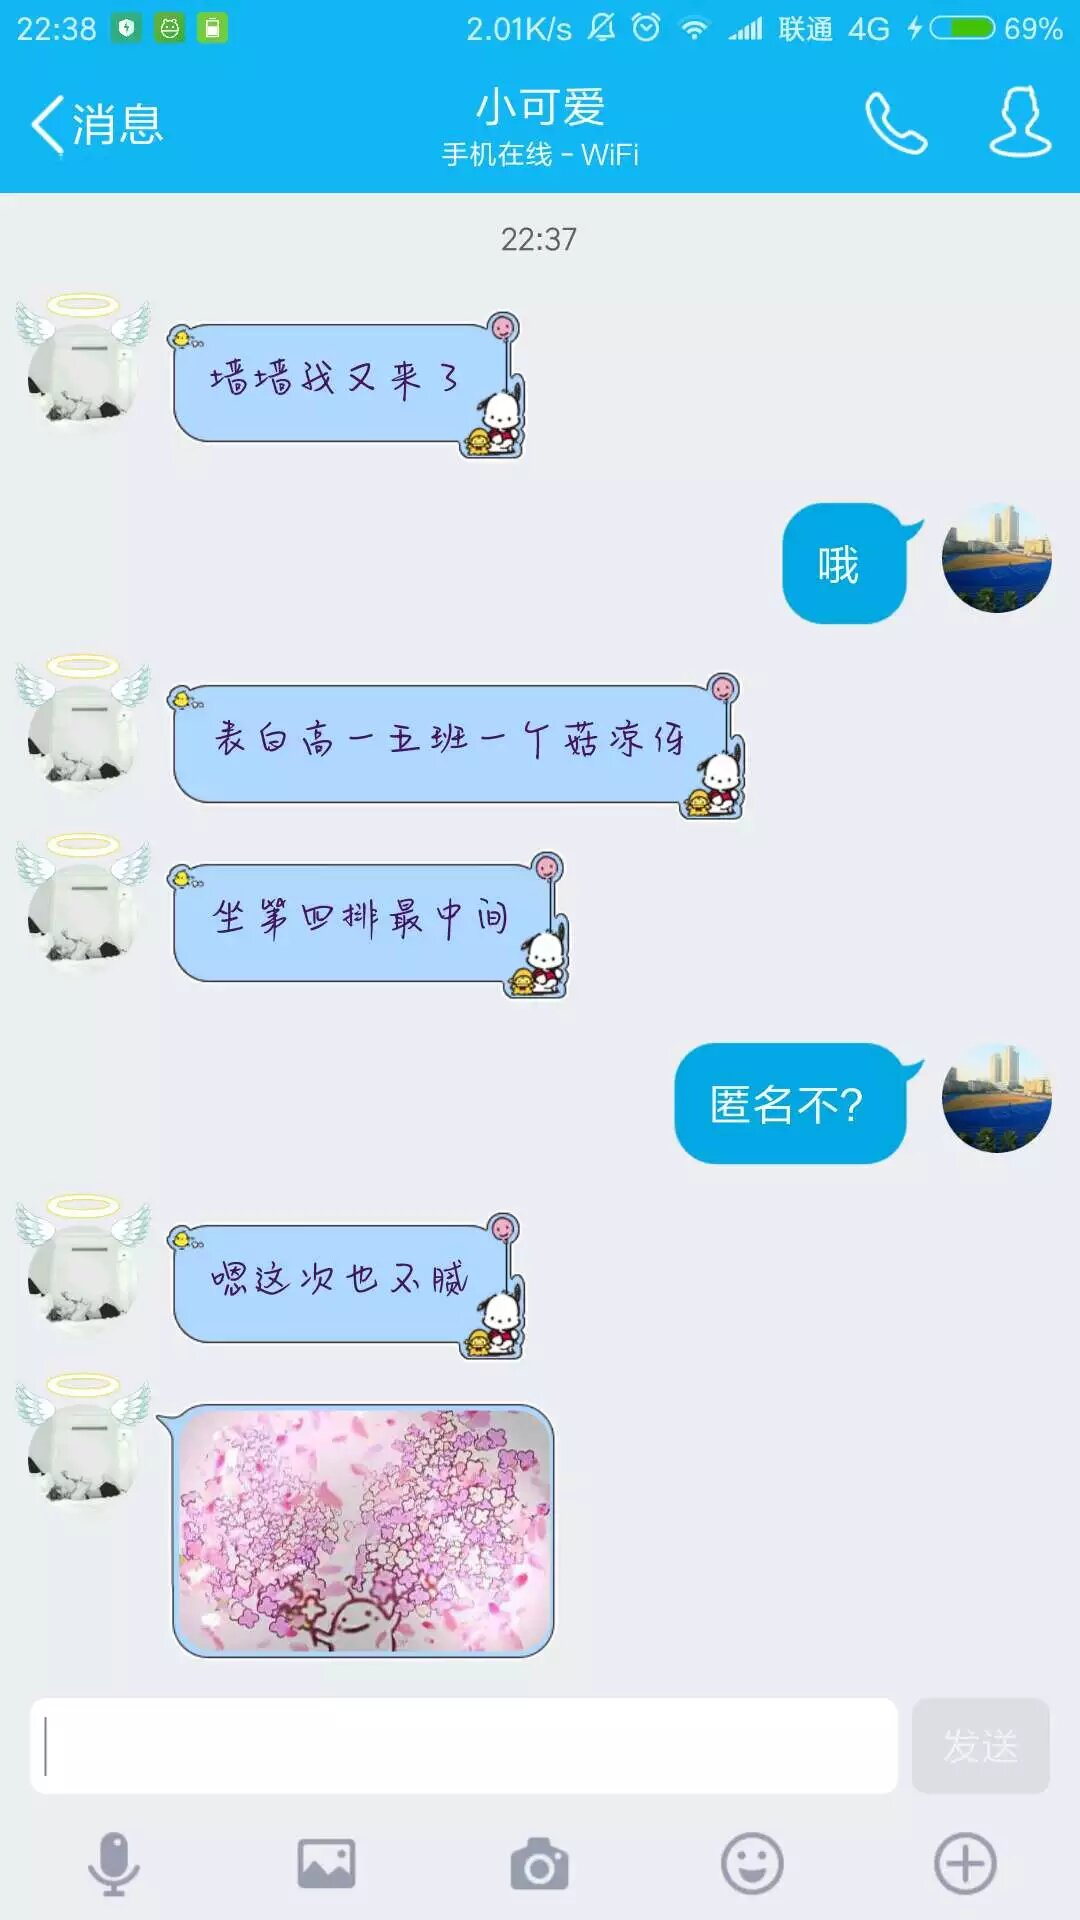 22:38 2.01K/s 联通 4G 69%
消息
小可爱
手机在线 - WiFi
22:37
墙墙我又来了
哦
表白高一五班一个菇凉伢
坐第四排最中间
匿名不?
嗯这次也不腻
发送